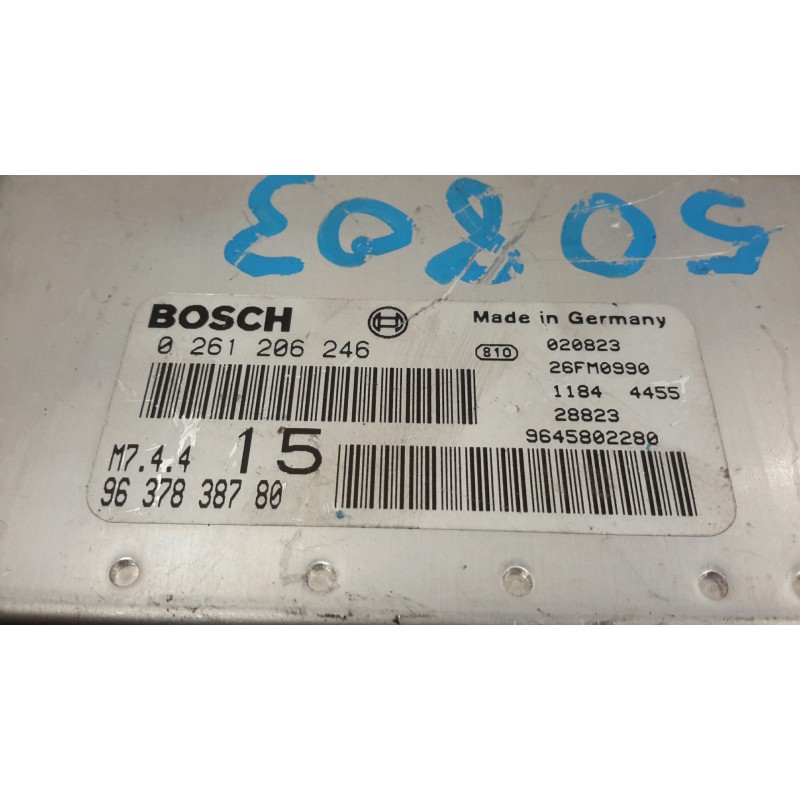 50803
BOSCH
Made in Germany
0 261 206 246
810
020823
26FM0990
1184 4455
28823
9645802280
M7.4.4
15
96 378 387 80